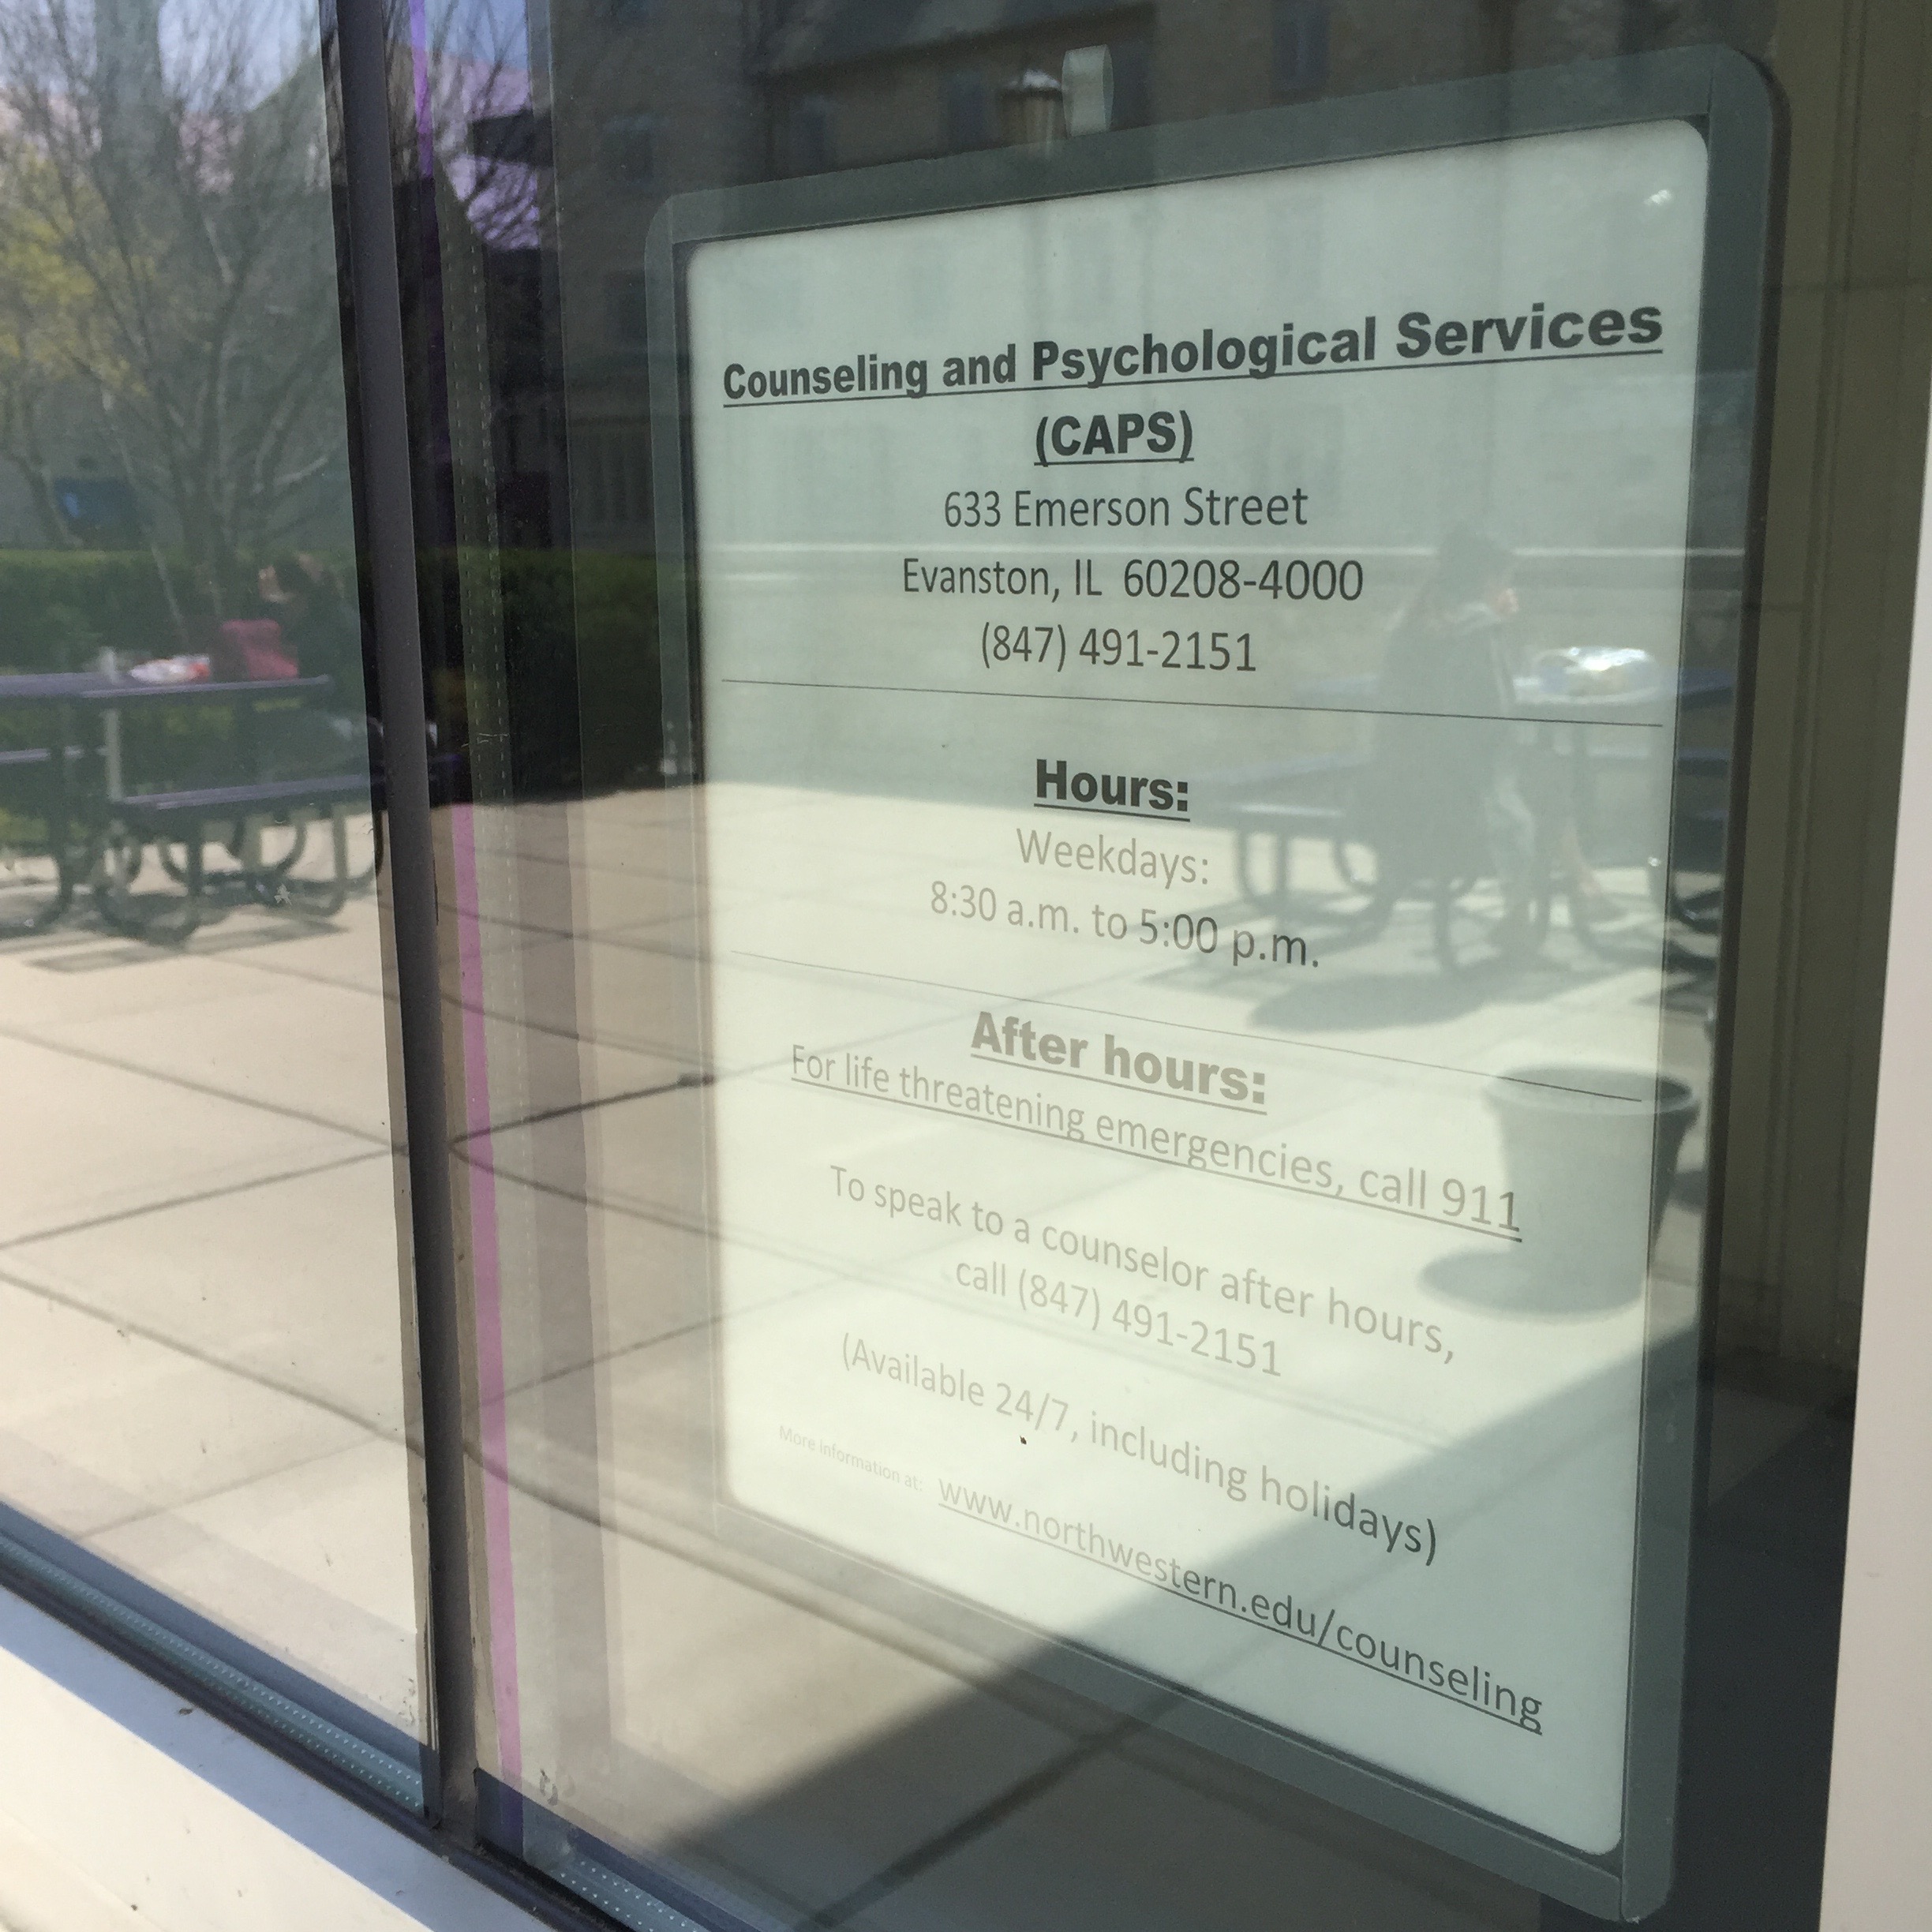 Counseling and Psychological Services
(CAPS)
633 Emerson Street
Evanston, IL 60208-4000
(847) 491-2151
Hours:
Weekdays:
8:30 a.m. to 5:00 p.m.
After hours:
For life threatening emergencies, call 911
To speak to a counselor after hours,
call (847) 491-2151
(Available 24/7, including holidays)
More information at: www.northwestern.edu/counseling